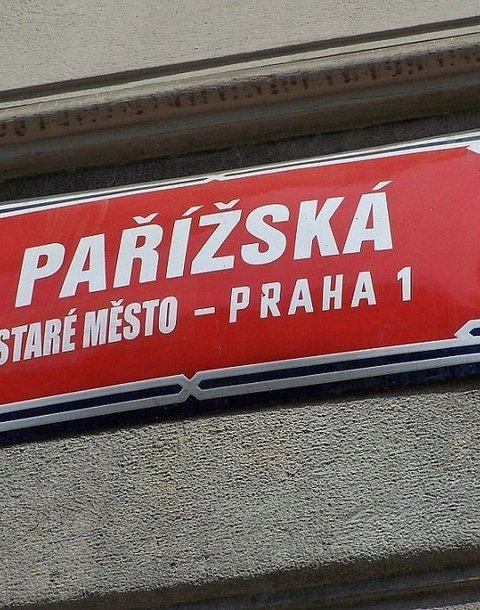 PAŘÍŽSKÁ
STARÉ MĚSTO – PRAHA 1